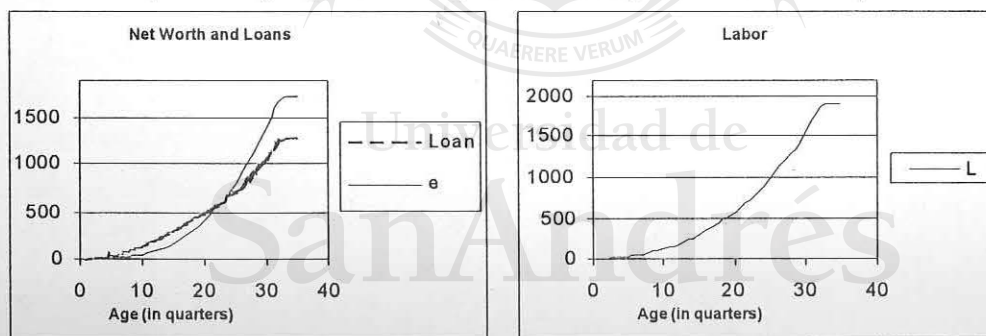 QUAERERE VERUM
Net Worth and Loans
1500
1000
500
0
0 10 20 30 40
Age (in quarters)
Loan
e
Labor
2000
1500
1000
500
0
0 10 20 30 40
Age (in quarters)
L
Universidad de
SanAndrés